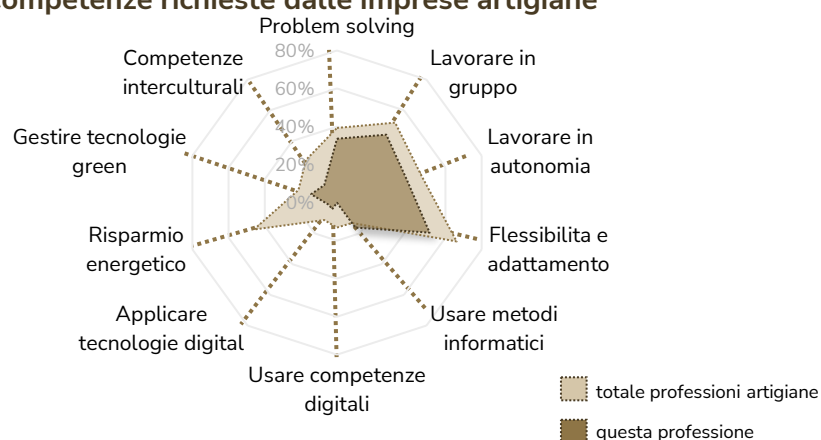 competenze richieste dalle imprese artigiane
Problem solving
80%
Competenze
interculturali
Lavorare in
gruppo
60%
40%
Gestire tecnologie
green
Lavorare in
autonomia
20%
0%
Risparmio
energetico
Flessibilita e
adattamento
Applicare
tecnologie digital
Usare metodi
informatici
Usare competenze
digitali
totale professioni artigiane
questa professione